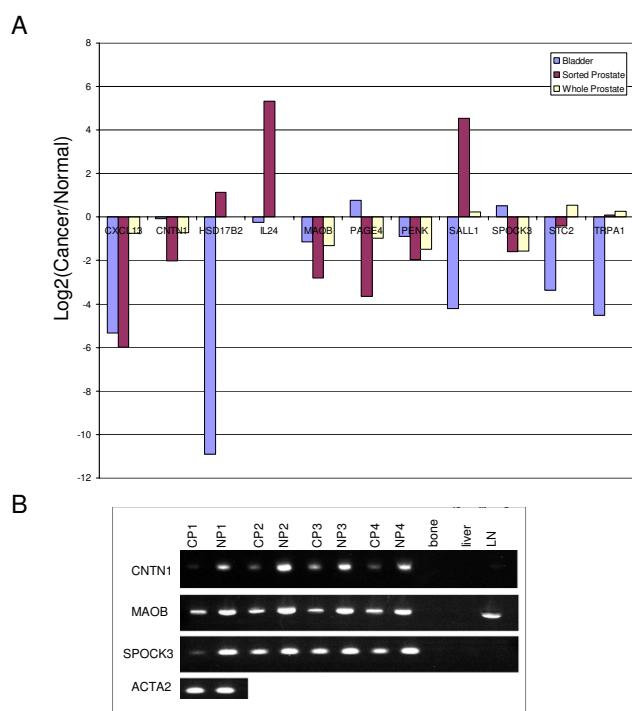 A
Log2(Cancer/Normal)
8
6
4
2
0
-2
-4
-6
-8
-10
-12
Bladder
Sorted Prostate
Whole Prostate
CXCL13 CNTN1 HSD17B2 IL24 MAOB PAGE4 PENK SALL1 SPOCK3 STC2 TRPA1
B
CP1 NP1 CP2 NP2 CP3 NP3 CP4 NP4 bone liver LN
CNTN1
MAOB
SPOCK3
ACTA2